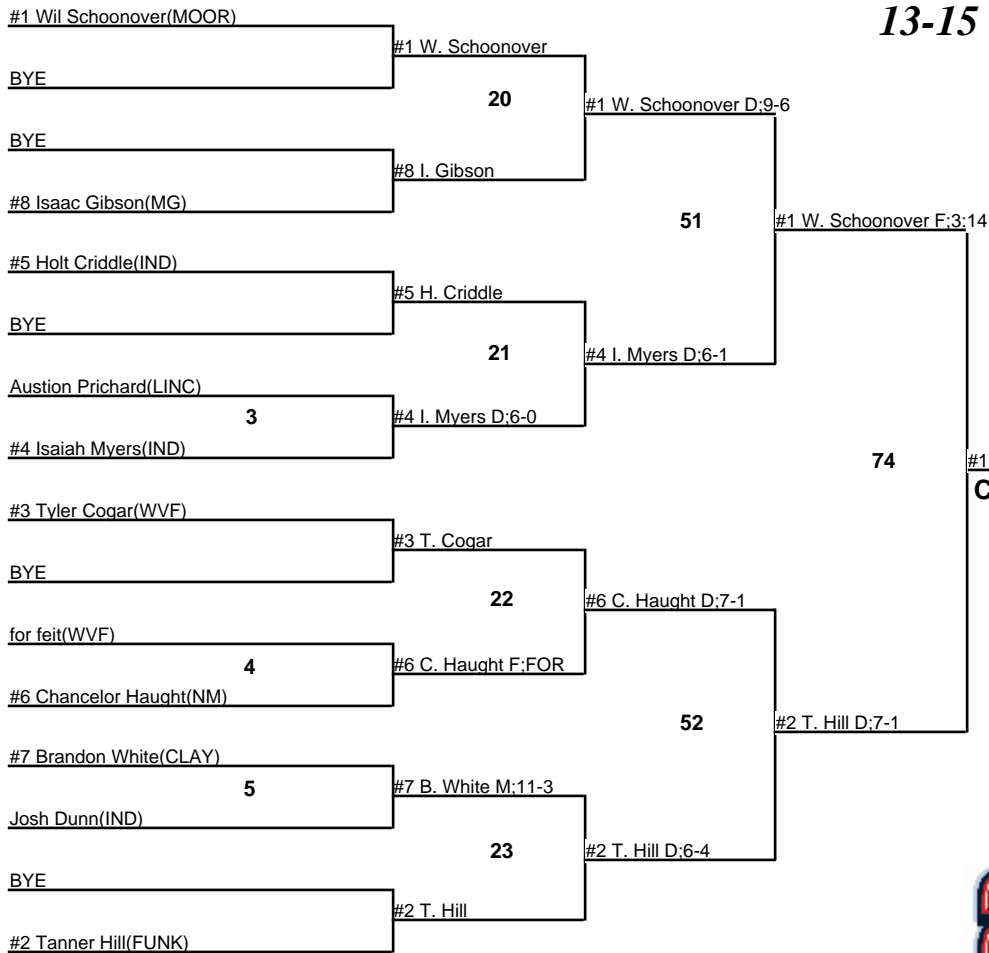 #1 Wil Schoonover(MOOR)
13-15
#1 W. Schoonover
BYE
20
#1 W. Schoonover D;9-6
BYE
#8 I. Gibson
#8 Isaac Gibson(MG)
51
#1 W. Schoonover F;3:14
#5 Holt Criddle(IND)
#5 H. Criddle
BYE
21
#4 I. Myers D;6-1
Austion Prichard(LINC)
3
#4 I. Myers D;6-0
#4 Isaiah Myers(IND)
74
#1
C
#3 Tyler Cogar(WVF)
#3 T. Cogar
BYE
22
#6 C. Haught D;7-1
for feit(WVF)
4
#6 C. Haught F;FOR
#6 Chancelor Haught(NM)
52
#2 T. Hill D;7-1
#7 Brandon White(CLAY)
5
#7 B. White M;11-3
Josh Dunn(IND)
23
#2 T. Hill D;6-4
BYE
#2 T. Hill
#2 Tanner Hill(FUNK)